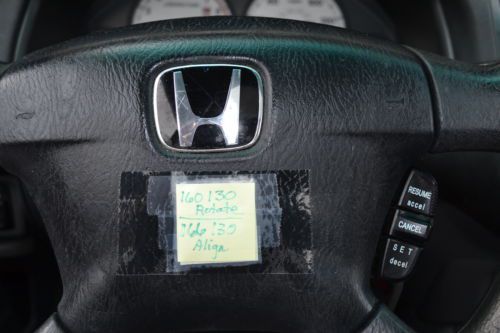 160130
Rotate
166130
Align
RESUME
accel
CANCEL
SET
decel